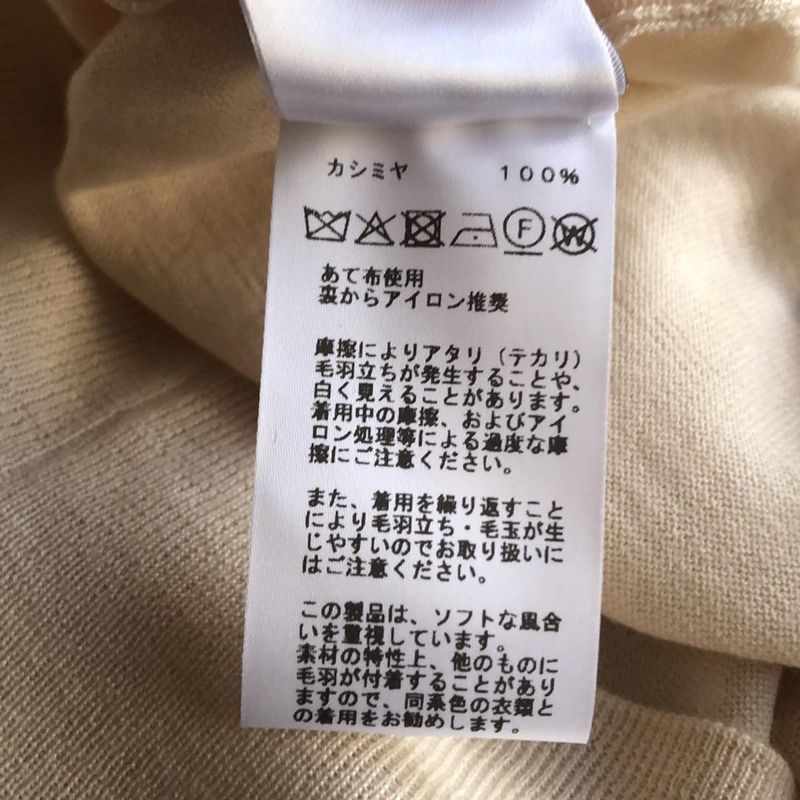 カシミヤ 100%
F W
あて布使用
裏からアイロン推奨
摩擦によりアタリ（テカリ）
毛羽立ちが発生することや、
白く見えることがあります。
着用中の摩擦、およびアイ
ロン処理等による過度な摩
擦にご注意ください。
また、着用を繰り返すこと
により毛羽立ち・毛玉が生
じやすいのでお取り扱いに
はご注意ください。
この製品は、ソフトな風合
いを重視しています。
素材の特性上、他のものに
毛羽が付着することがあり
ますので、同系色の衣類と
の着用をお勧めします。